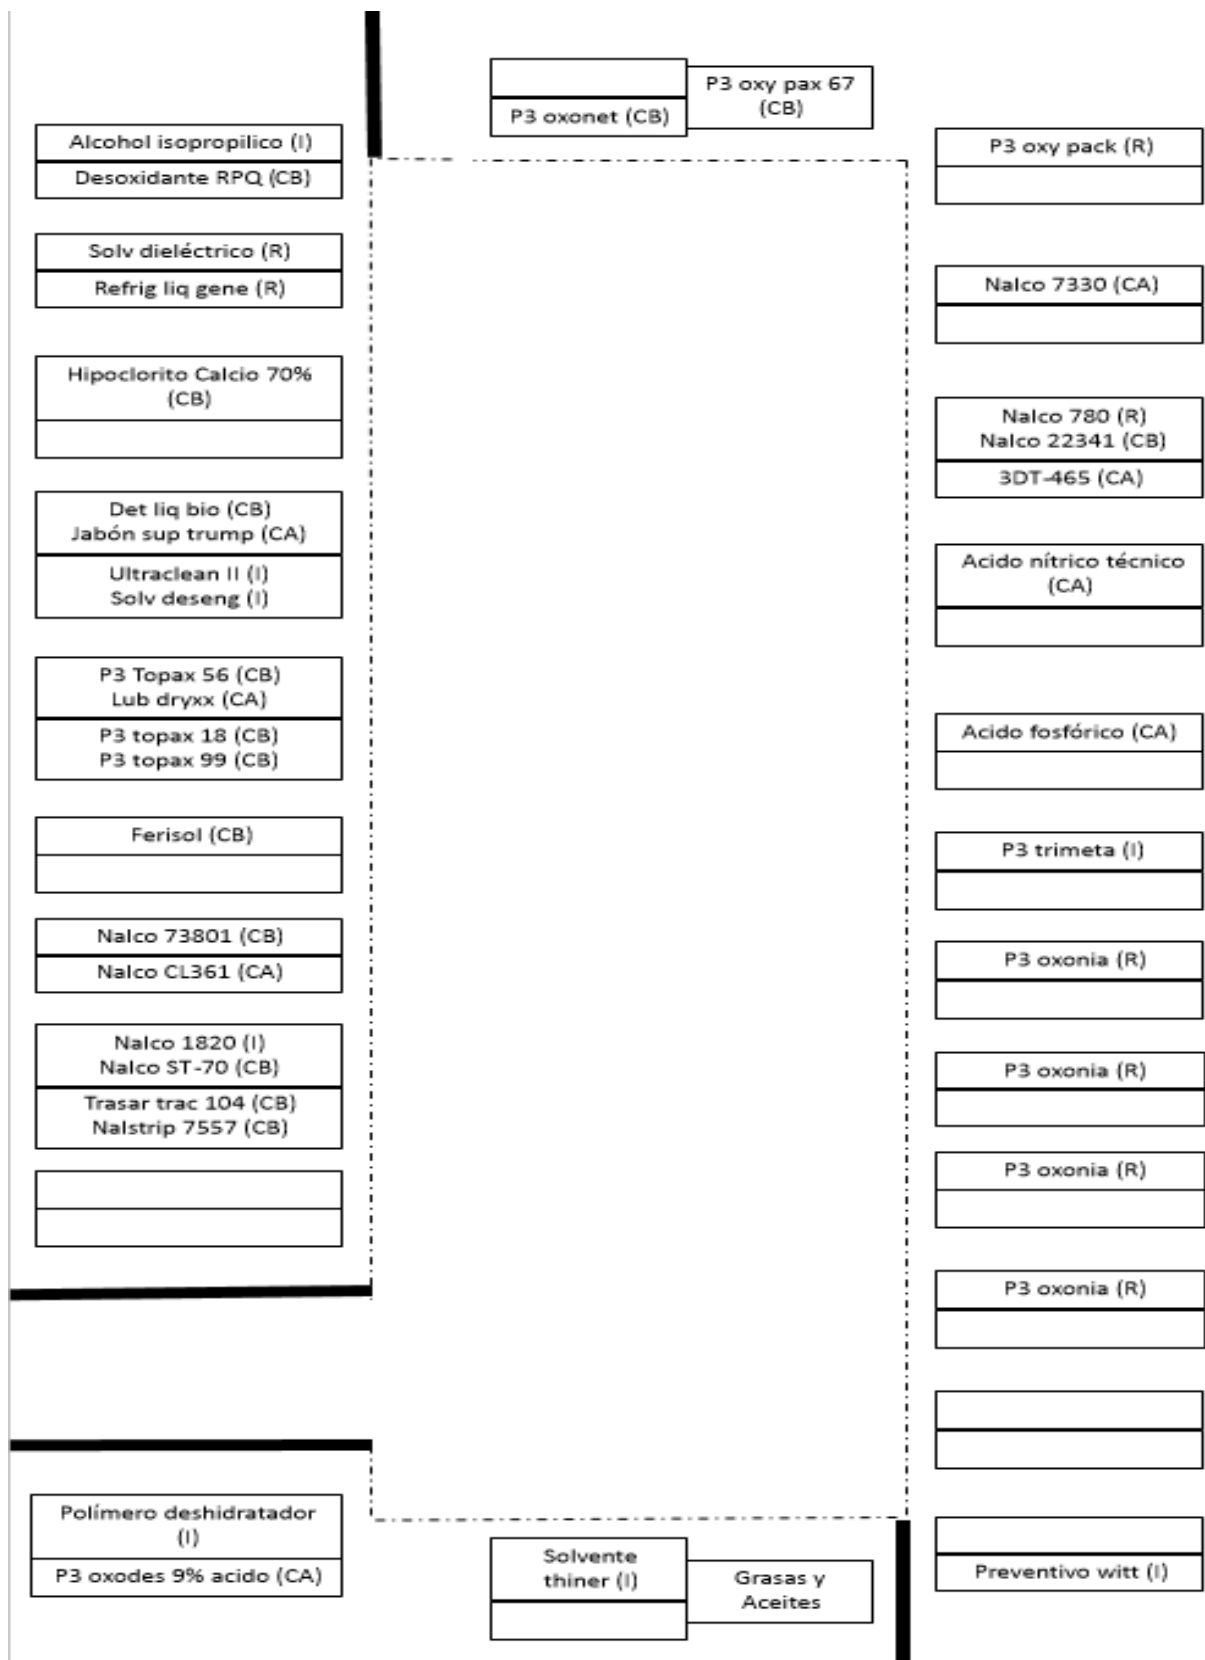 P3 oxonet (CB)
P3 oxy pax 67
(CB)
Alcohol isopropilico (I)
Desoxidante RPQ (CB)
Solv dieléctrico (R)
Refrig liq gene (R)
Hipoclorito Calcio 70%
(CB)
Det liq bio (CB)
Jabón sup trump (CA)
Ultraclean II (I)
Solv deseng (I)
P3 Topax 56 (CB)
Lub dryxx (CA)
P3 topax 18 (CB)
P3 topax 99 (CB)
Ferisol (CB)
Nalco 73801 (CB)
Nalco CL361 (CA)
Nalco 1820 (I)
Nalco ST-70 (CB)
Trasar trac 104 (CB)
Nalstrip 7557 (CB)
Polímero deshidratador
(I)
P3 oxodes 9% acido (CA)
Solvente
thiner (I)
Grasas y
Aceites
P3 oxy pack (R)
Nalco 7330 (CA)
Nalco 780 (R)
Nalco 22341 (CB)
3DT-465 (CA)
Acido nítrico técnico
(CA)
Acido fosfórico (CA)
P3 trimeta (I)
P3 oxonia (R)
P3 oxonia (R)
P3 oxonia (R)
P3 oxonia (R)
Preventivo witt (I)